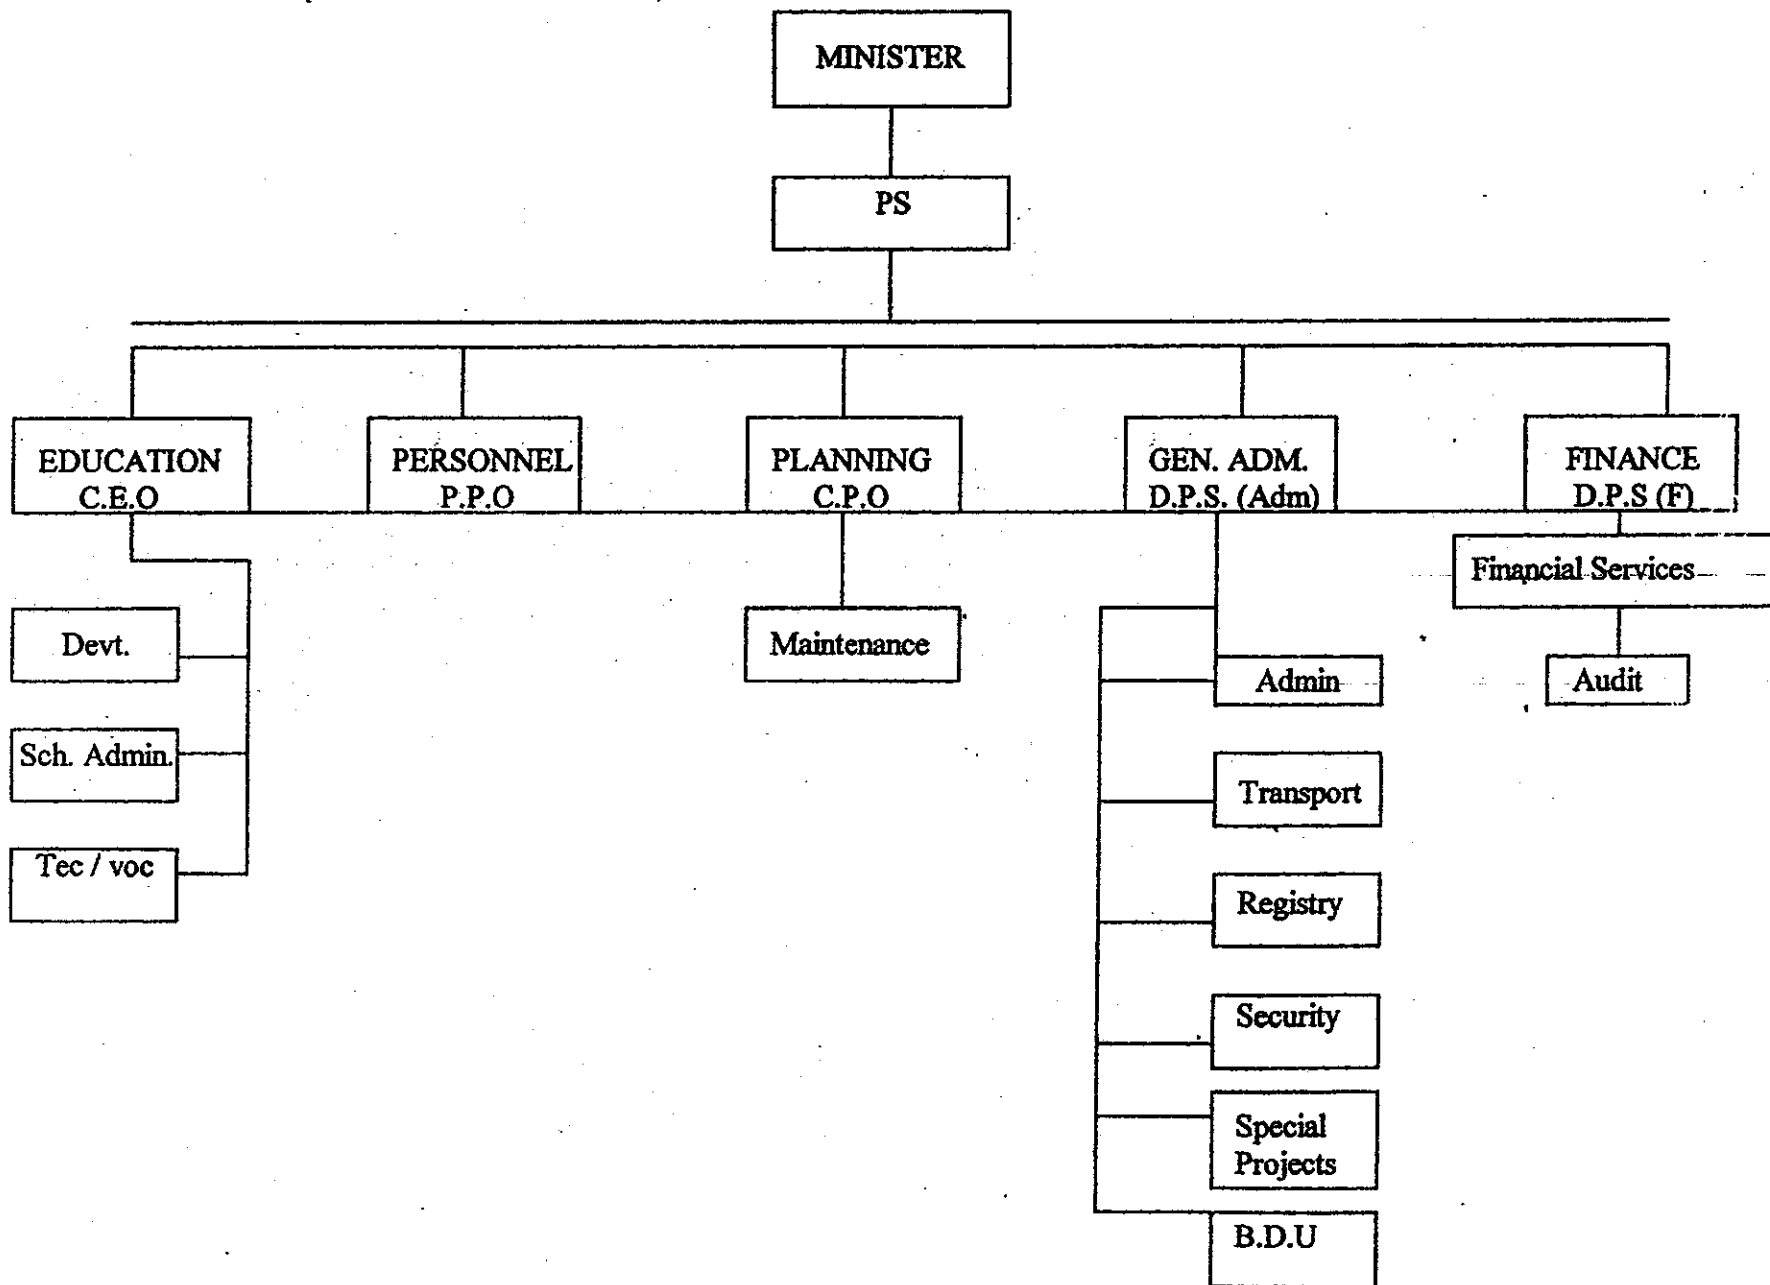 MINISTER
PS
EDUCATION
C.E.O
PERSONNEL
P.P.O
PLANNING
C.P.O
GEN. ADM.
D.P.S. (Adm)
FINANCE
D.P.S (F)
Financial Services
Devt.
Maintenance
Admin
Audit
Sch. Admin.
Transport
Tec / voc
Registry
Security
Special
Projects
B.D.U